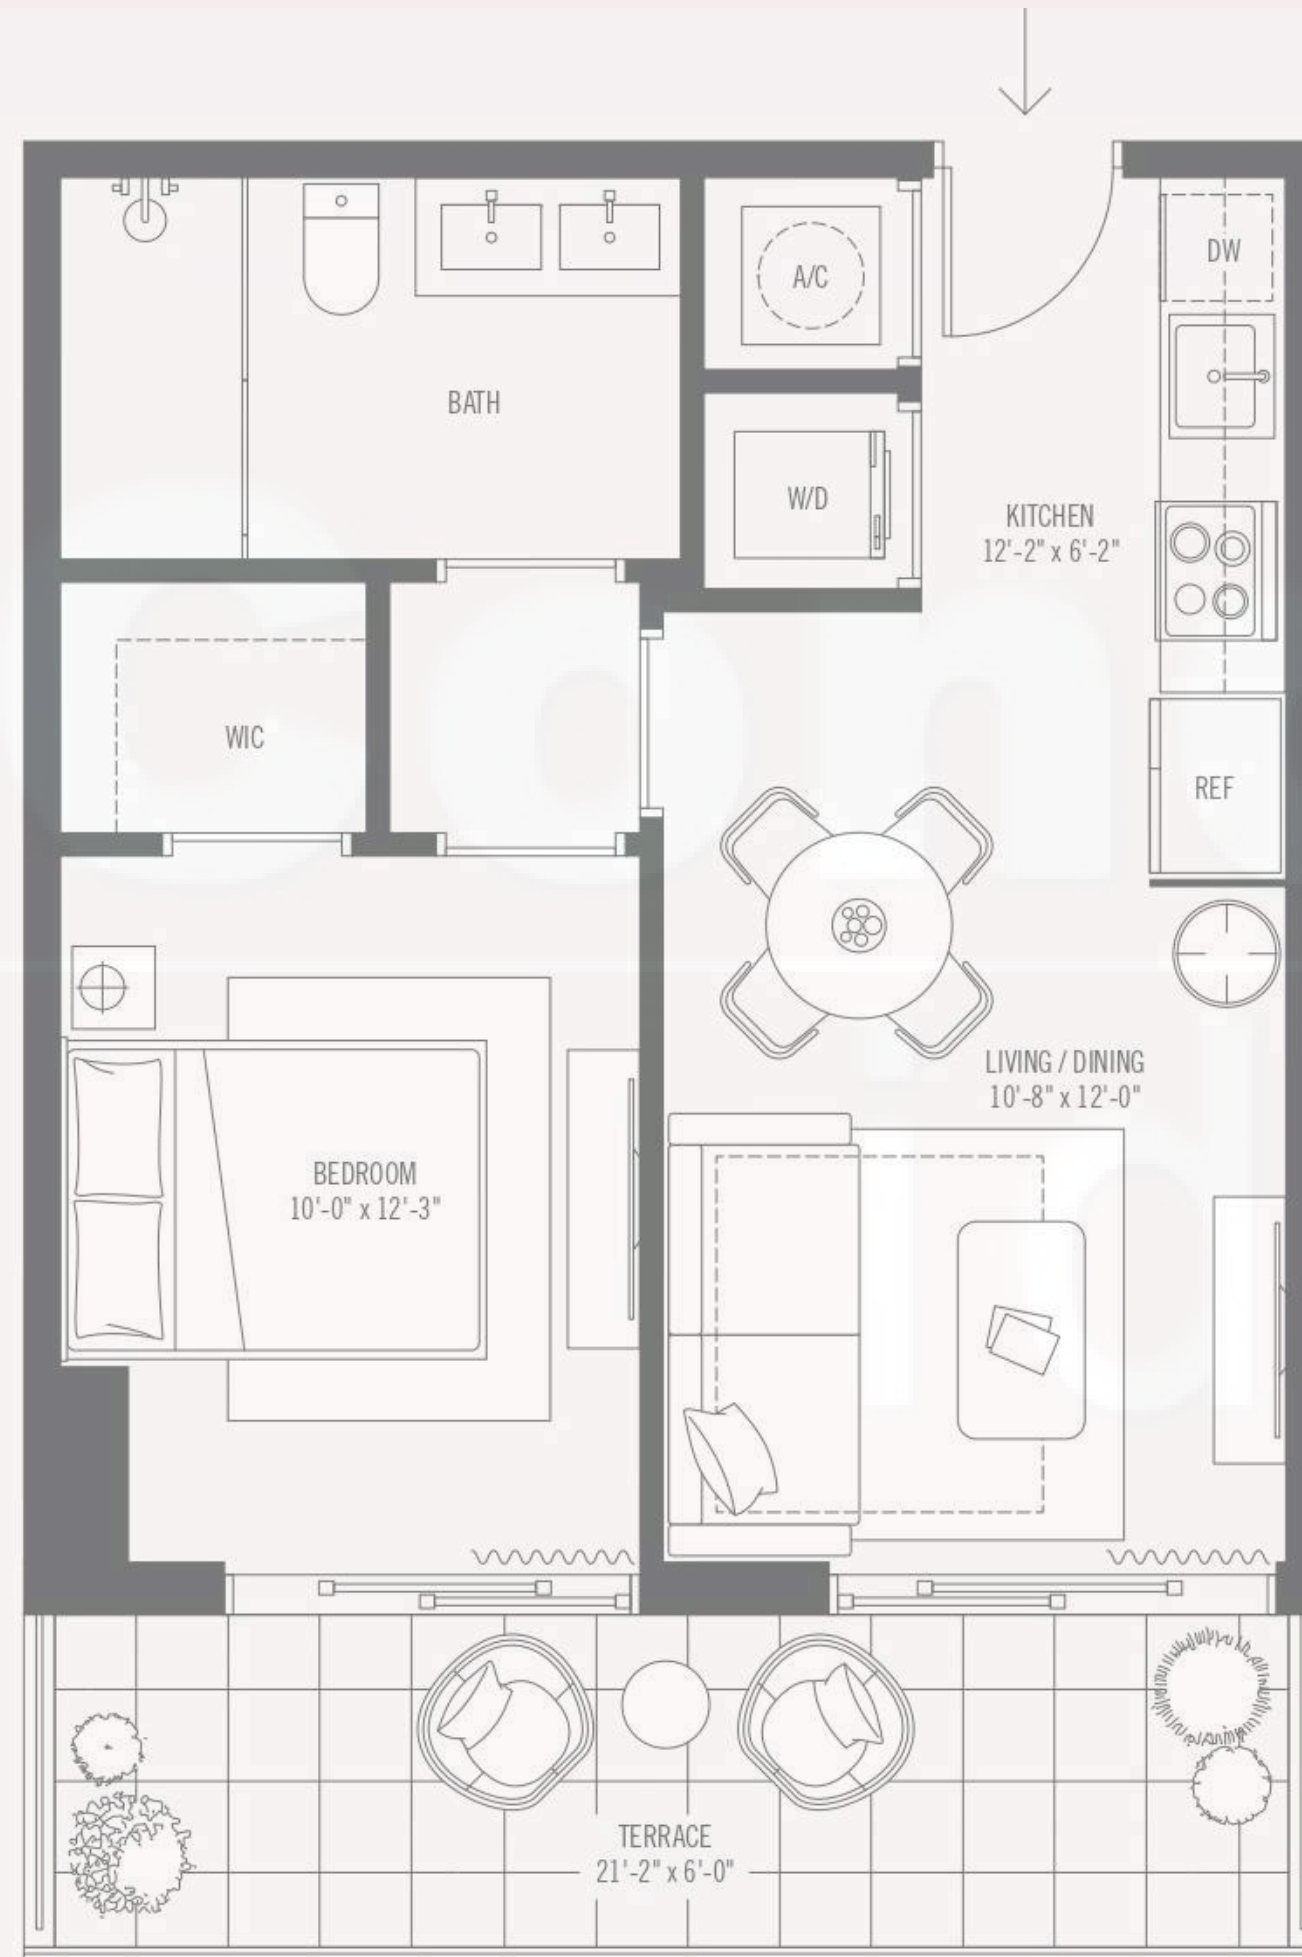 DW
A/C
BATH
W/D
KITCHEN
12'-2" x 6'-2"
WIC
REF
LIVING / DINING
10'-8" x 12'-0"
BEDROOM
10'-0" x 12'-3"
TERRACE
21'-2" x 6'-0"